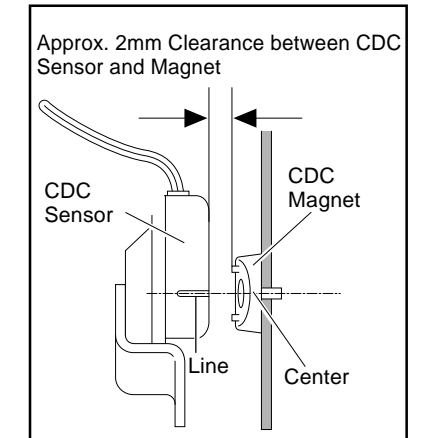 Approx. 2mm Clearance between CDC
Sensor and Magnet
CDC
Sensor
CDC
Magnet
Line
Center